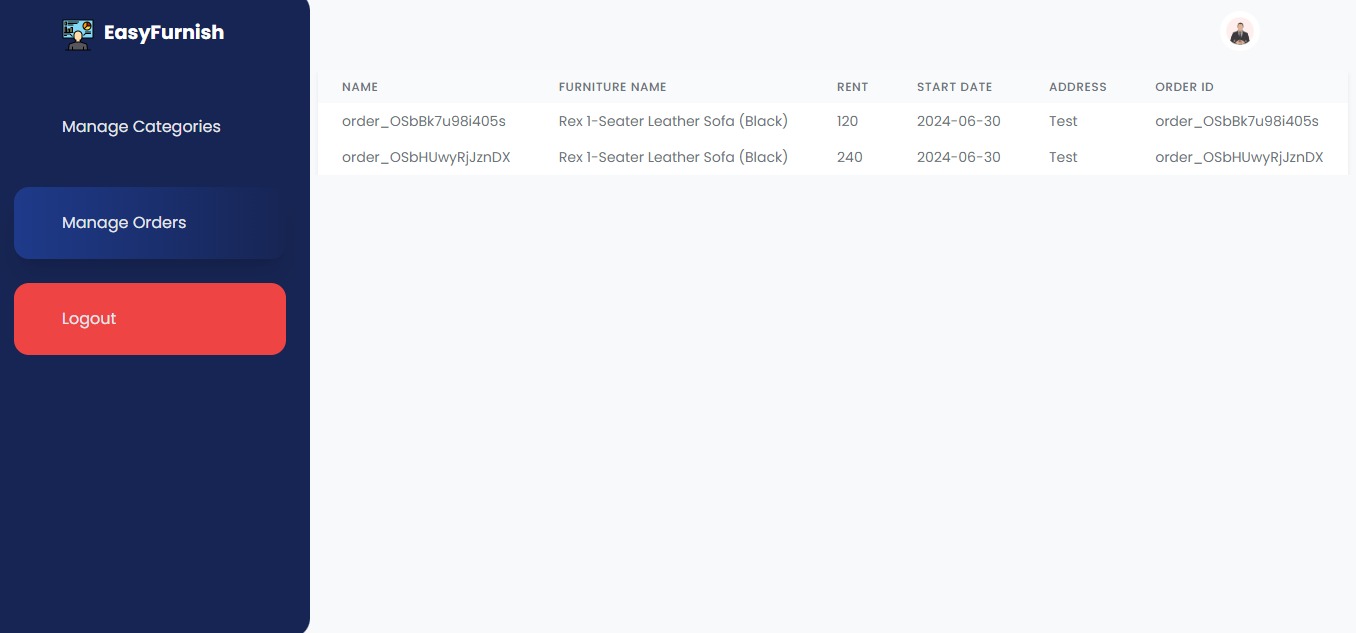 EasyFurnish
Manage Categories
Manage Orders
Logout
NAME FURNITURE NAME RENT START DATE ADDRESS ORDER ID
order_OSbBk7u98i405s Rex 1-Seater Leather Sofa (Black) 120 2024-06-30 Test order_OSbBk7u98i405s
order_OSbHUwyRjJznDX Rex 1-Seater Leather Sofa (Black) 240 2024-06-30 Test order_OSbHUwyRjJznDX